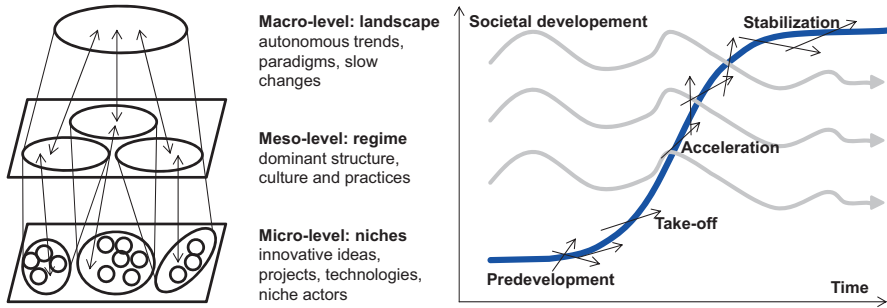 Macro-level: landscape
autonomous trends,
paradigms, slow
changes
Meso-level: regime
dominant structure,
culture and practices
Micro-level: niches
innovative ideas,
projects, technologies,
niche actors
Societal developement
Stabilization
Acceleration
Take-off
Predevelopment
Time